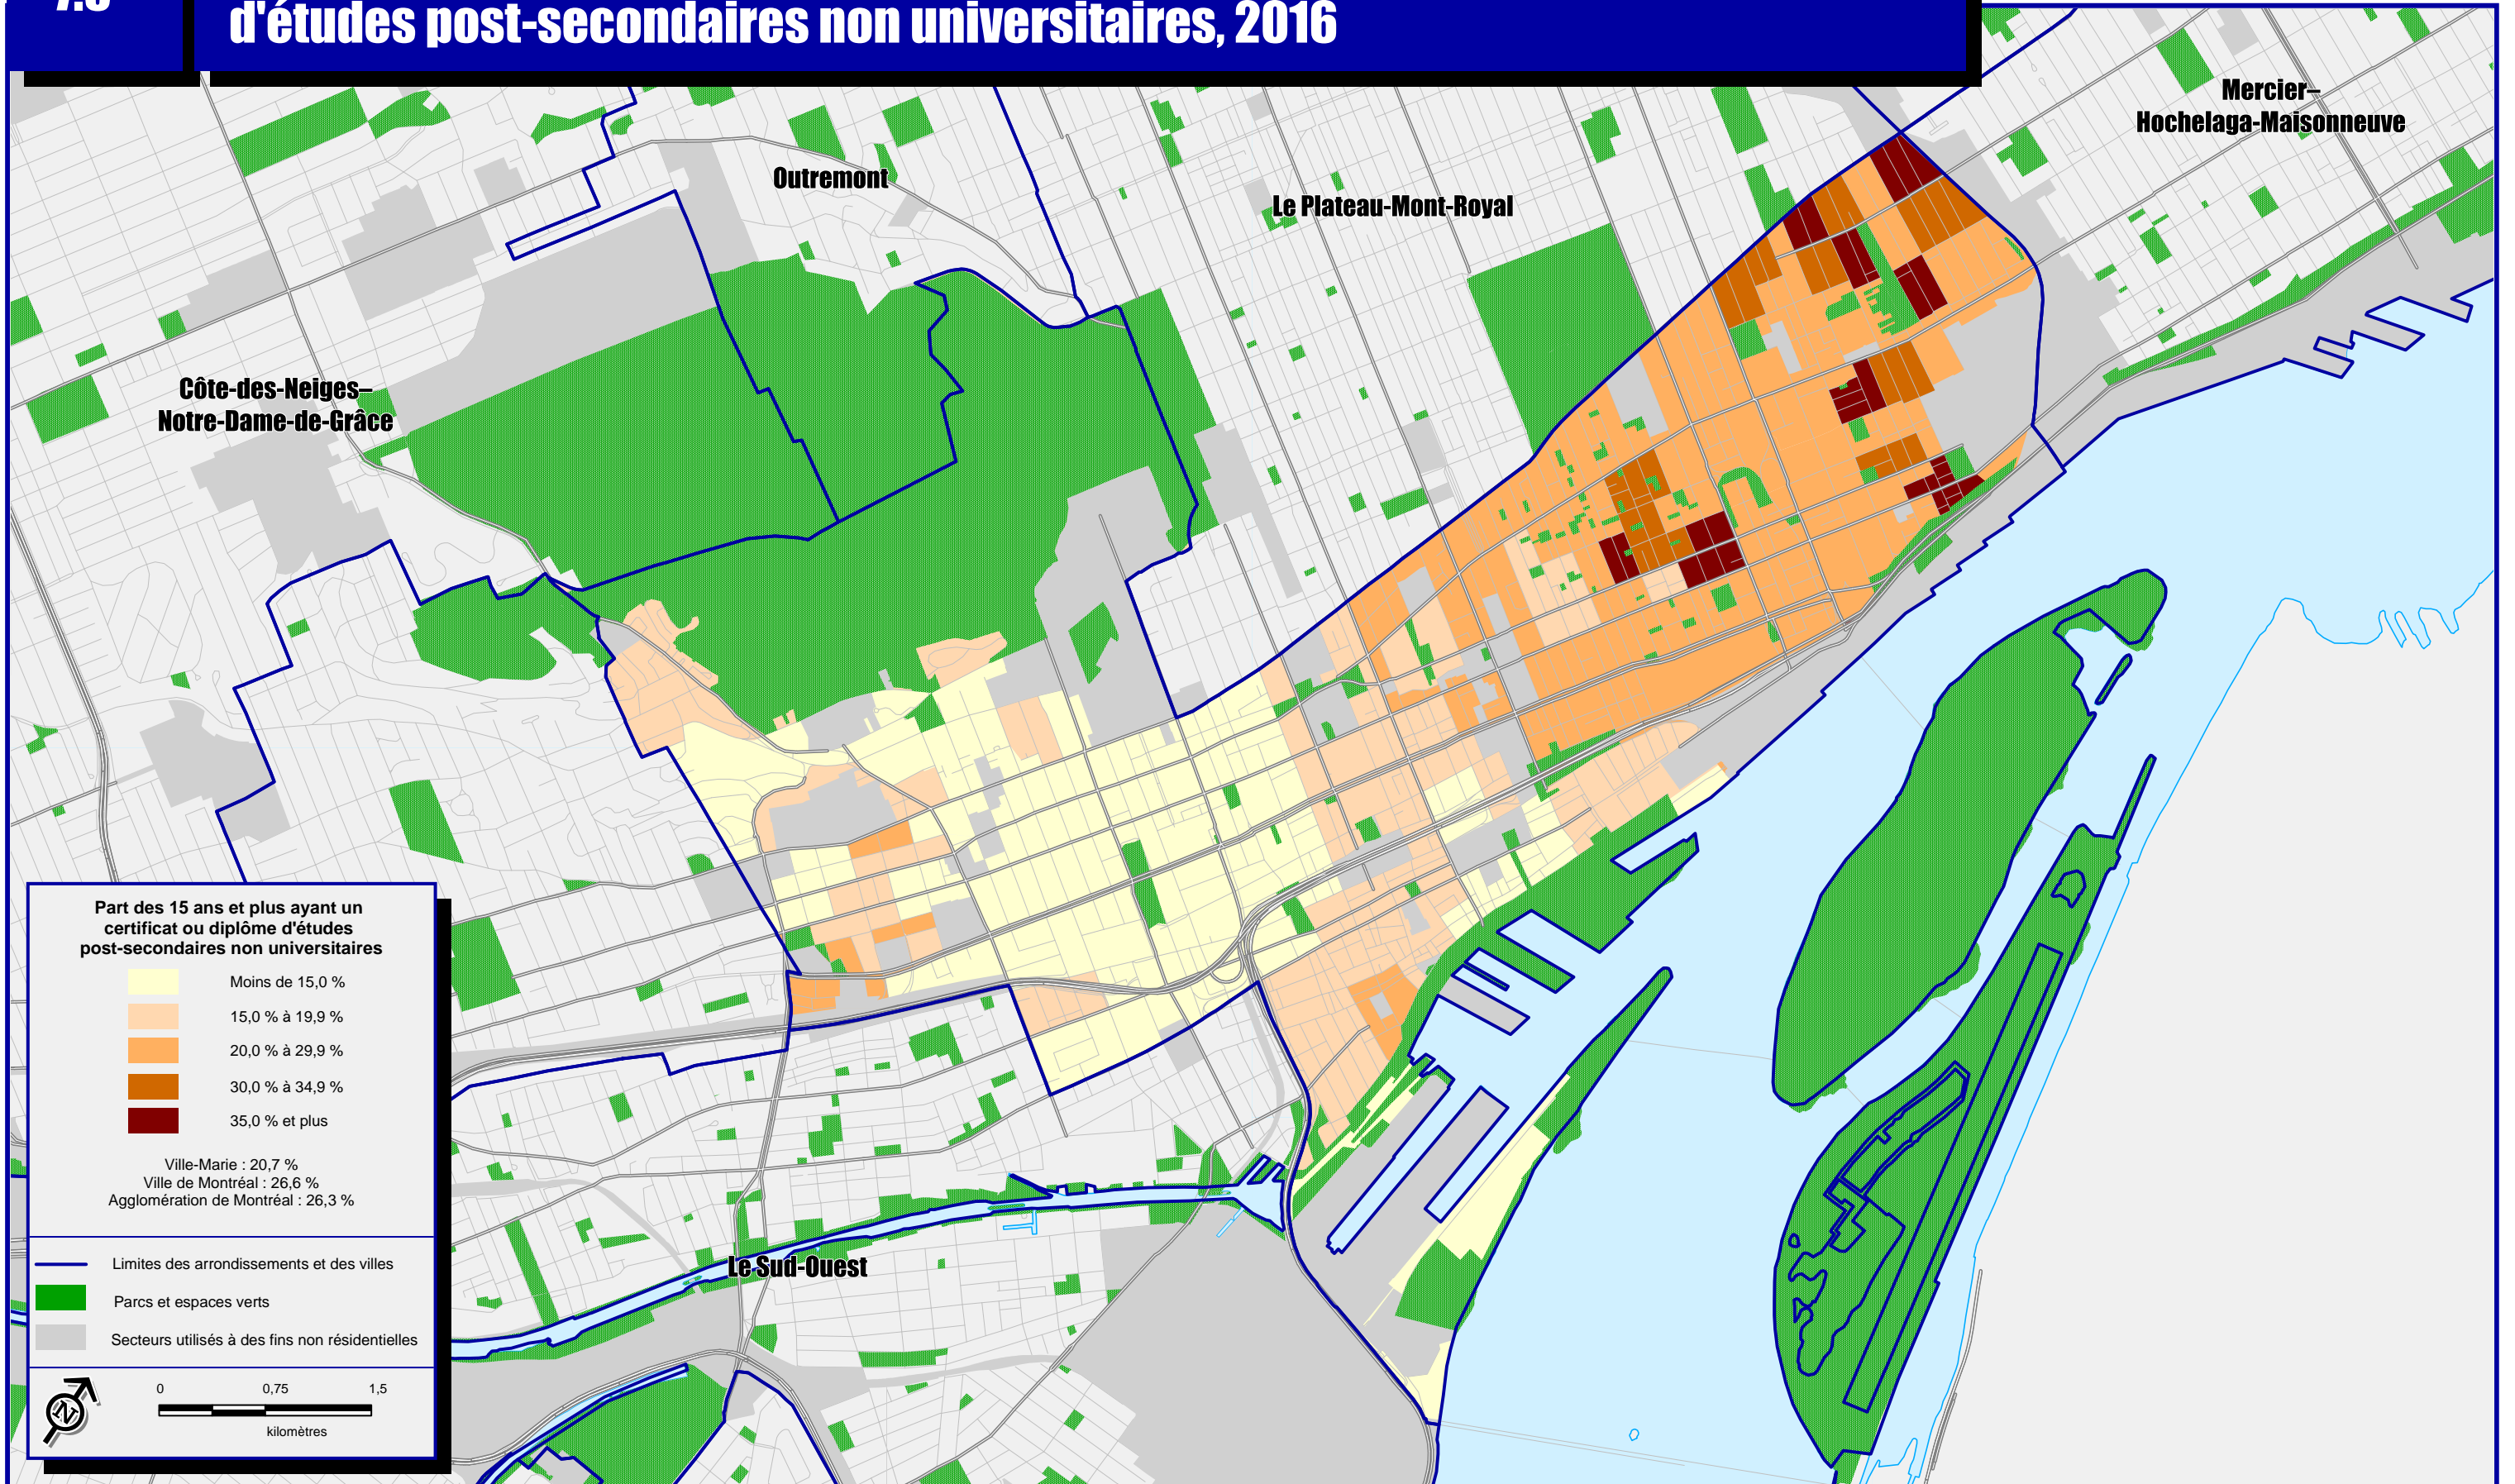 d'études post-secondaires non universitaires, 2016
Mercier–
Hochelaga-Maisonneuve
Outremont
Le Plateau-Mont-Royal
Côte-des-Neiges–
Notre-Dame-de-Grâce
Le Sud-Ouest
Part des 15 ans et plus ayant un
certificat ou diplôme d'études
post-secondaires non universitaires
Moins de 15,0 %
15,0 % à 19,9 %
20,0 % à 29,9 %
30,0 % à 34,9 %
35,0 % et plus
Ville-Marie : 20,7 %
Ville de Montréal : 26,6 %
Agglomération de Montréal : 26,3 %
Limites des arrondissements et des villes
Parcs et espaces verts
Secteurs utilisés à des fins non résidentielles
N
0 0,75 1,5
kilomètres